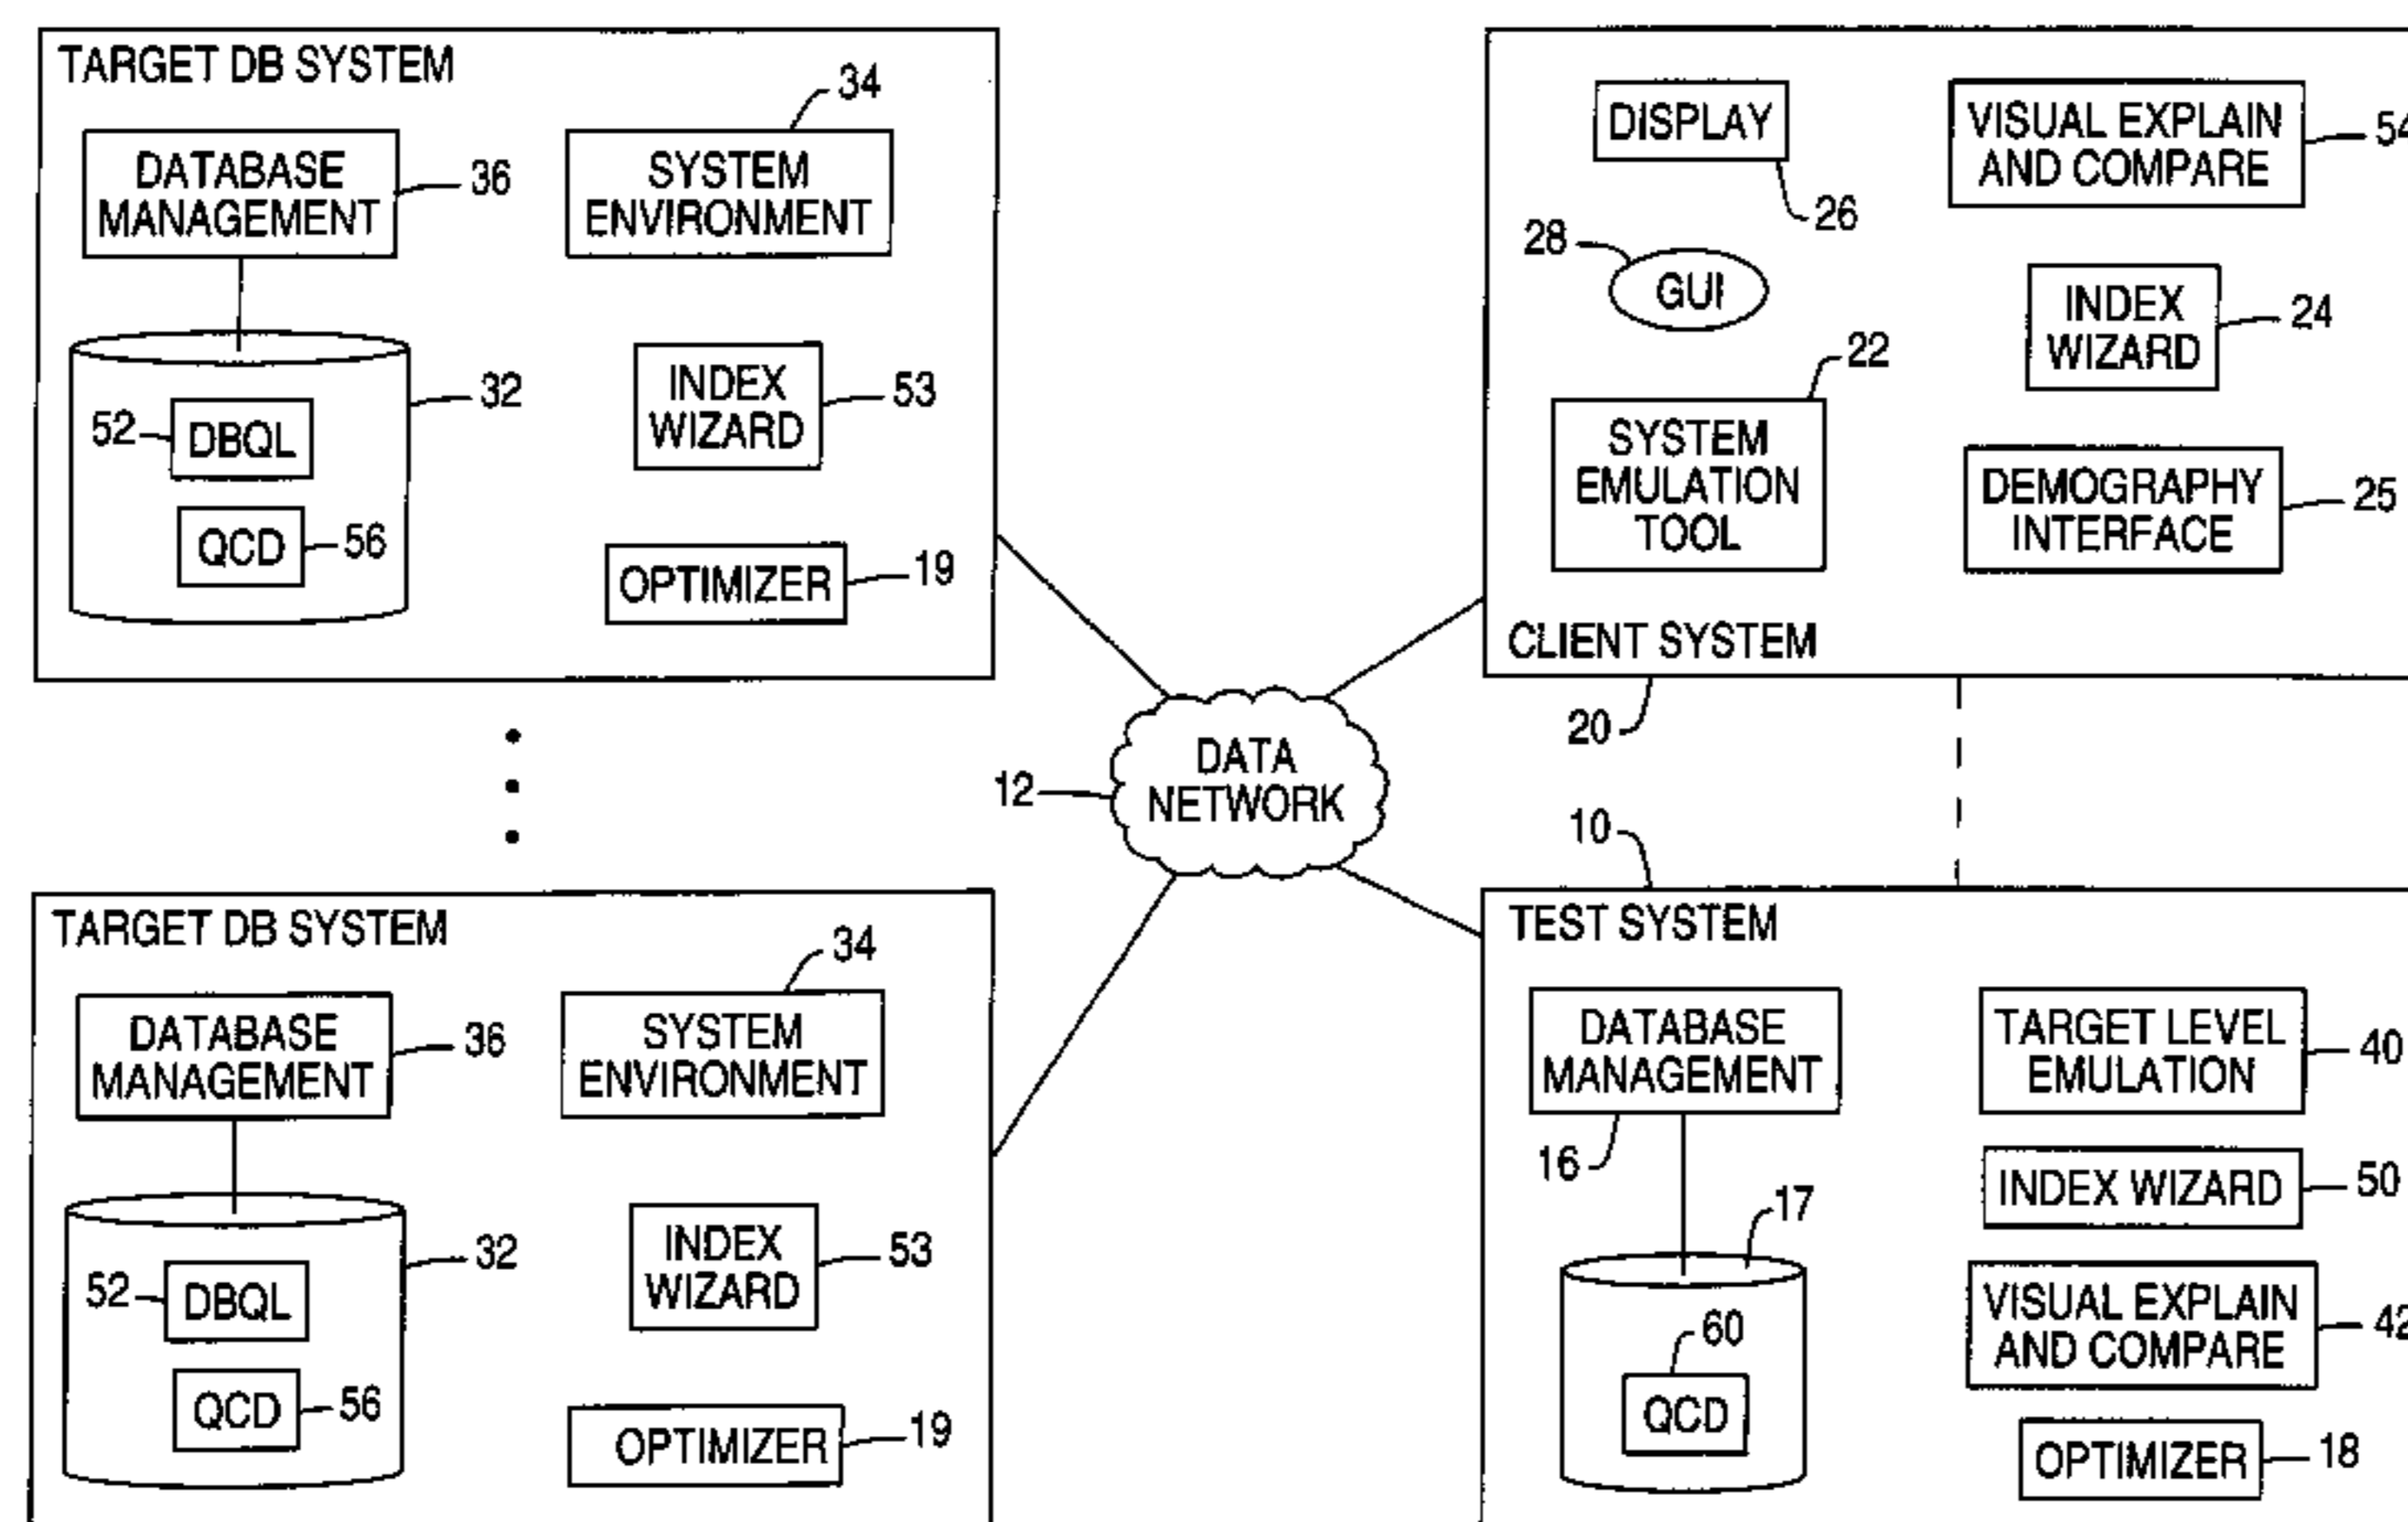 TARGET DB SYSTEM
34
DATABASE
MANAGEMENT
36
SYSTEM
ENVIRONMENT
32
52
DBQL
QCD
56
INDEX
WIZARD
53
OPTIMIZER
19
DISPLAY
26
VISUAL EXPLAIN
AND COMPARE
54
28
GUI
INDEX
WIZARD
24
22
SYSTEM
EMULATION
TOOL
DEMOGRAPHY
INTERFACE
25
CLIENT SYSTEM
20
12
DATA
NETWORK
10
TARGET DB SYSTEM
34
DATABASE
MANAGEMENT
36
SYSTEM
ENVIRONMENT
32
52
DBQL
QCD
56
INDEX
WIZARD
53
OPTIMIZER
19
TEST SYSTEM
DATABASE
MANAGEMENT
16
17
60
QCD
TARGET LEVEL
EMULATION
40
INDEX WIZARD
50
VISUAL EXPLAIN
AND COMPARE
42
OPTIMIZER
18